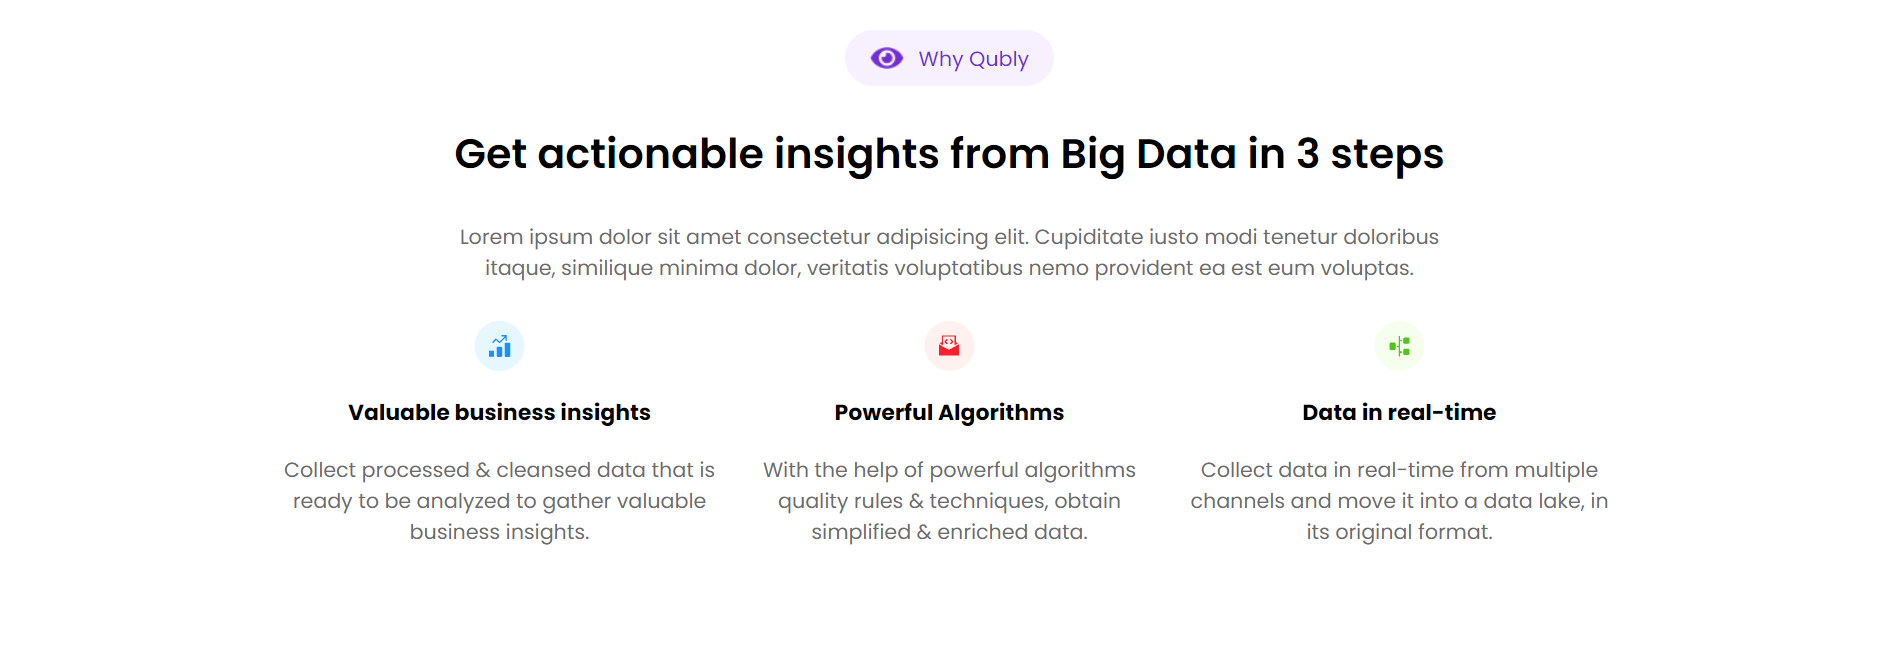 Why Qubly
Get actionable insights from Big Data in 3 steps
Lorem ipsum dolor sit amet consectetur adipisicing elit. Cupiditate iusto modi tenetur doloribus
itaque, similique minima dolor, veritatis voluptatibus nemo provident ea est eum voluptas.
Valuable business insights
Collect processed & cleansed data that is
ready to be analyzed to gather valuable
business insights.
Powerful Algorithms
With the help of powerful algorithms
quality rules & techniques, obtain
simplified & enriched data.
Data in real-time
Collect data in real-time from multiple
channels and move it into a data lake, in
its original format.